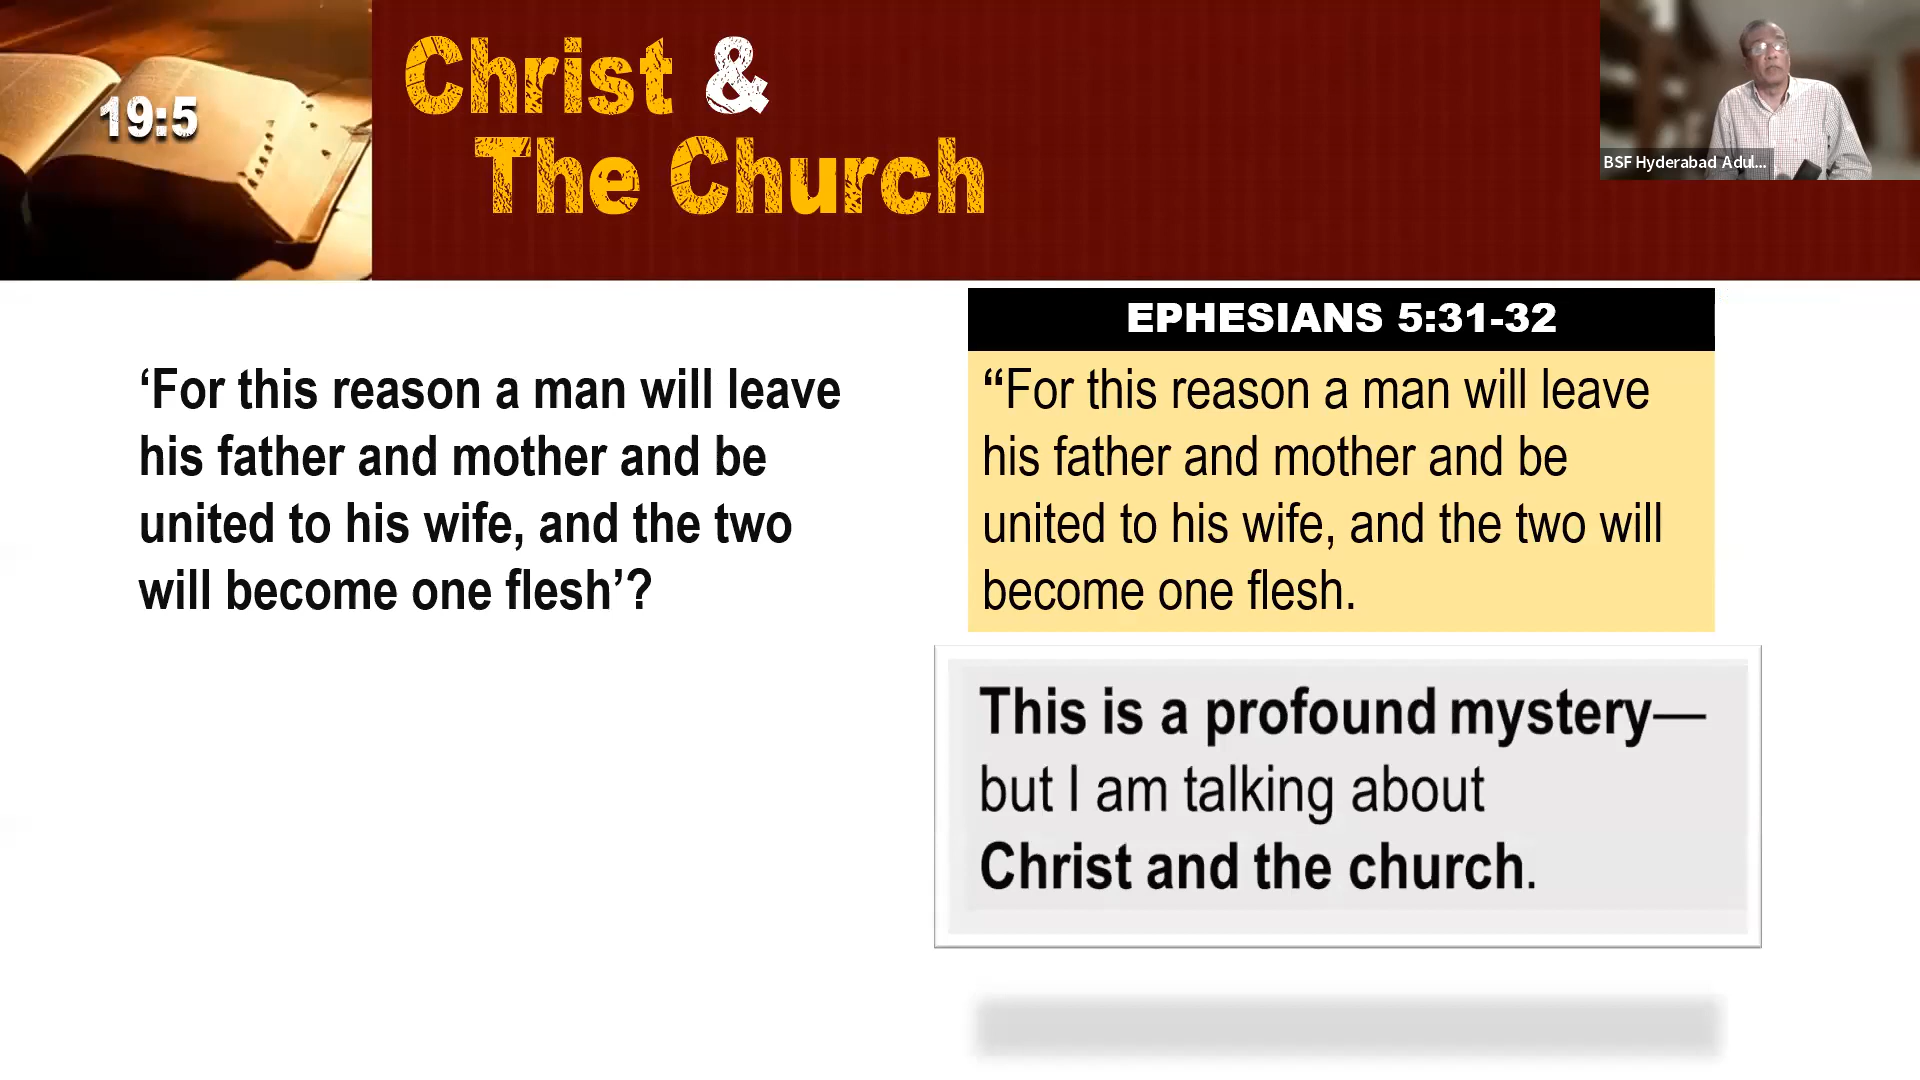 19:5
Christ &
The Church
BSF Hyderabad Adul...
‘For this reason a man will leave
his father and mother and be
united to his wife, and the two
will become one flesh’?
EPHESIANS 5:31-32
“For this reason a man will leave
his father and mother and be
united to his wife, and the two will
become one flesh.
This is a profound mystery—
but I am talking about
Christ and the church.